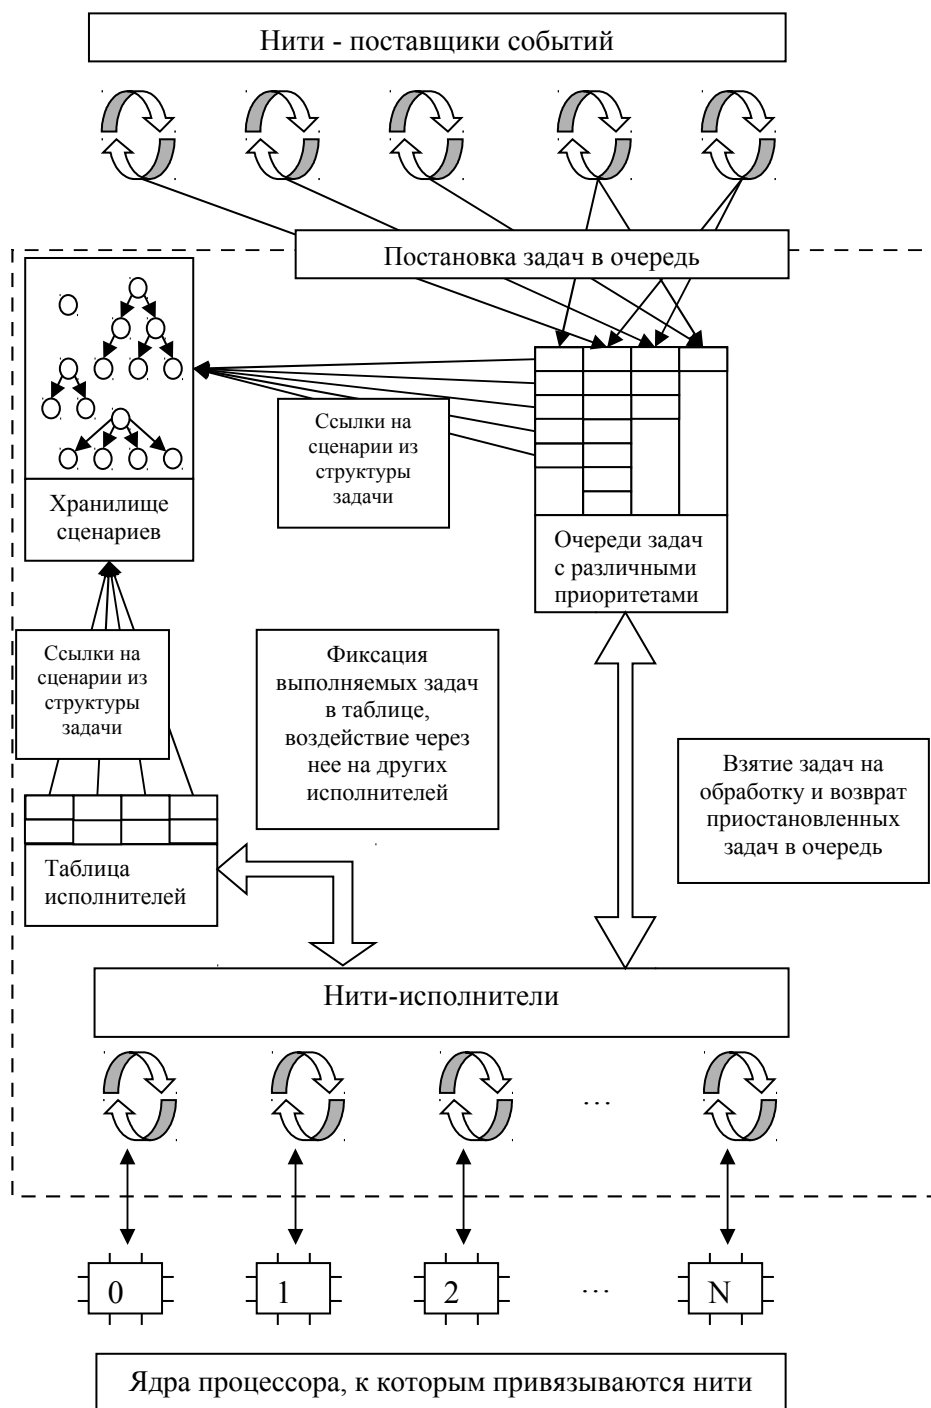 Нити - поставщики событий
Постановка задач в очередь
Ссылки на
сценарии из
структуры
задачи
Хранилище
сценариев
Очереди задач
с различными
приоритетами
Ссылки на
сценарии из
структуры
задачи
Фиксация
выполняемых задач
в таблице,
воздействие через
нее на других
исполнителей
Взятие задач на
обработку и возврат
приостановленных
задач в очередь
Таблица
исполнителей
Нити-исполнители
...
0 1 2 ... N
Ядра процессора, к которым привязываются нити